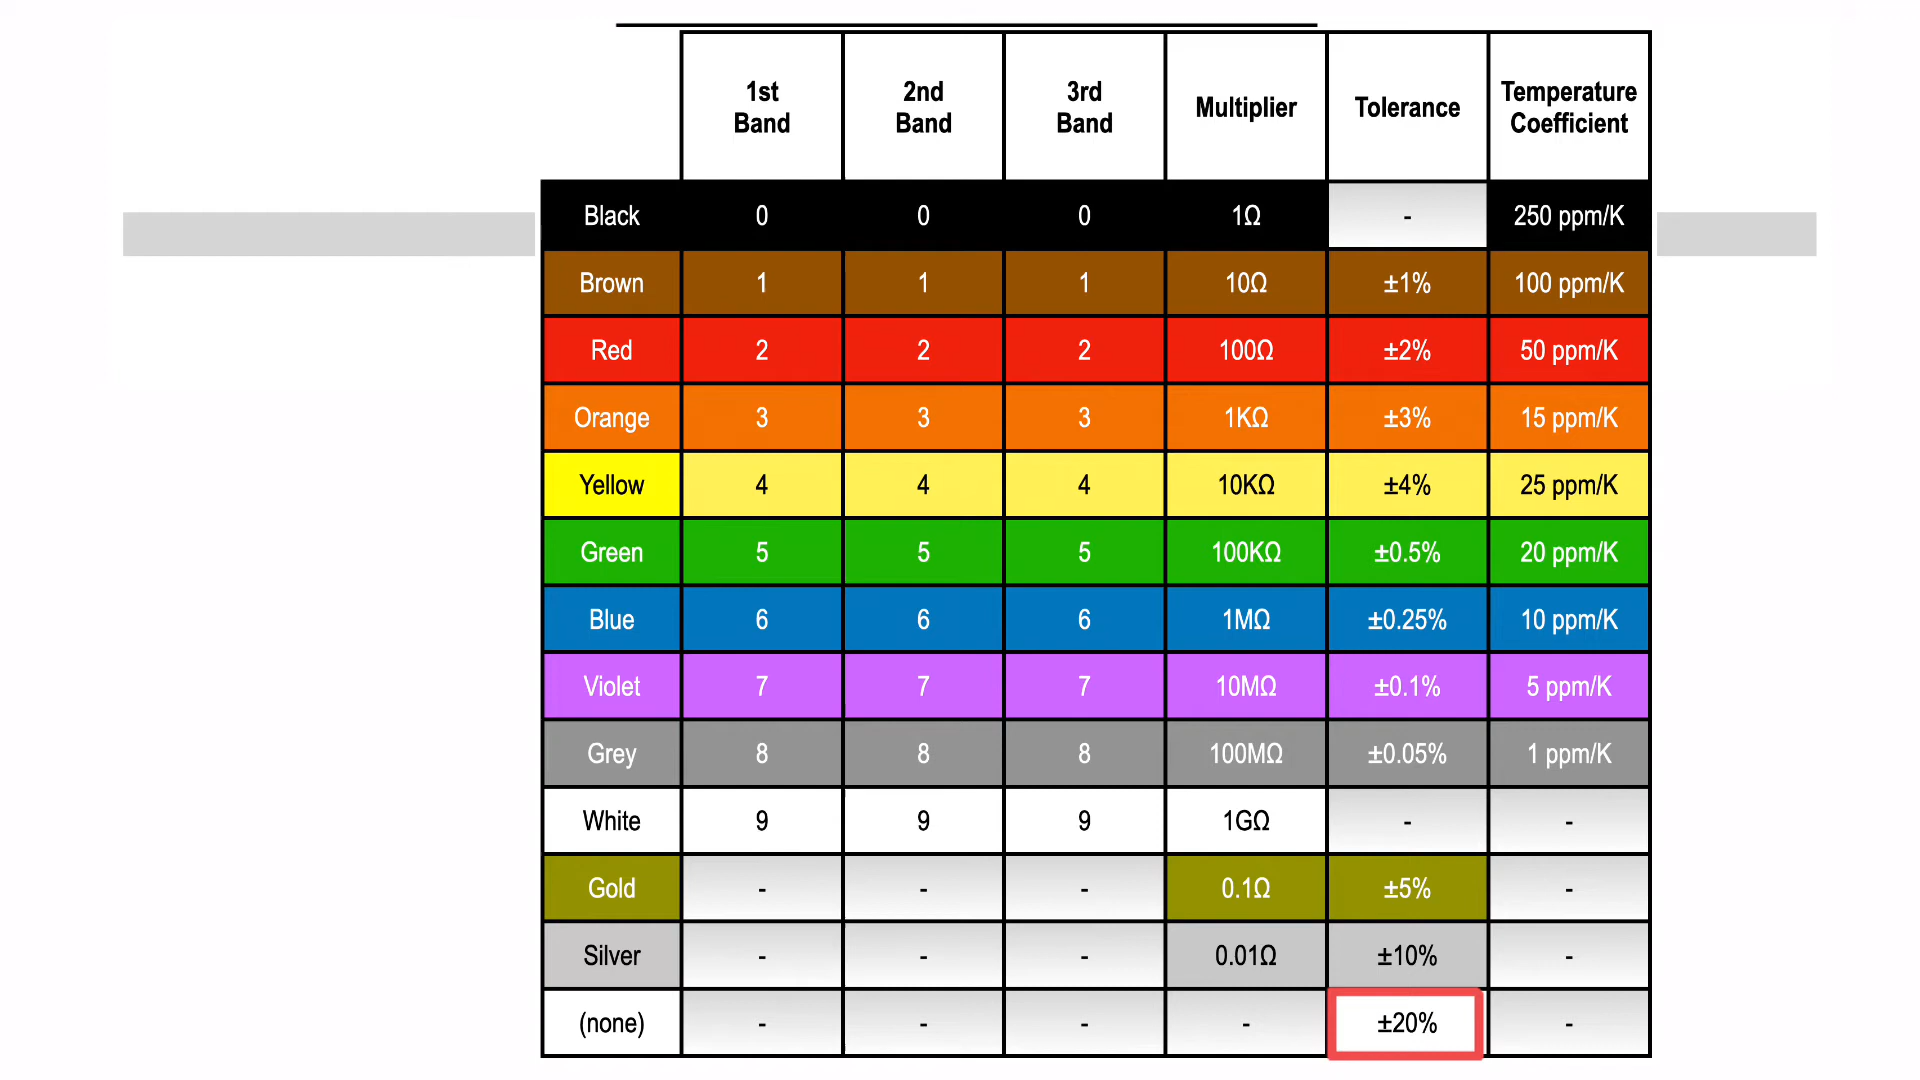 1st Band 2nd Band 3rd Band Multiplier Tolerance Temperature Coefficient
Black 0 0 0 1Ω - 250 ppm/K
Brown 1 1 1 10Ω ±1% 100 ppm/K
Red 2 2 2 100Ω ±2% 50 ppm/K
Orange 3 3 3 1KΩ ±3% 15 ppm/K
Yellow 4 4 4 10KΩ ±4% 25 ppm/K
Green 5 5 5 100KΩ ±0.5% 20 ppm/K
Blue 6 6 6 1MΩ ±0.25% 10 ppm/K
Violet 7 7 7 10MΩ ±0.1% 5 ppm/K
Grey 8 8 8 100MΩ ±0.05% 1 ppm/K
White 9 9 9 1GΩ - -
Gold - - - 0.1Ω ±5% -
Silver - - - 0.01Ω ±10% -
(none) - - - - ±20% -